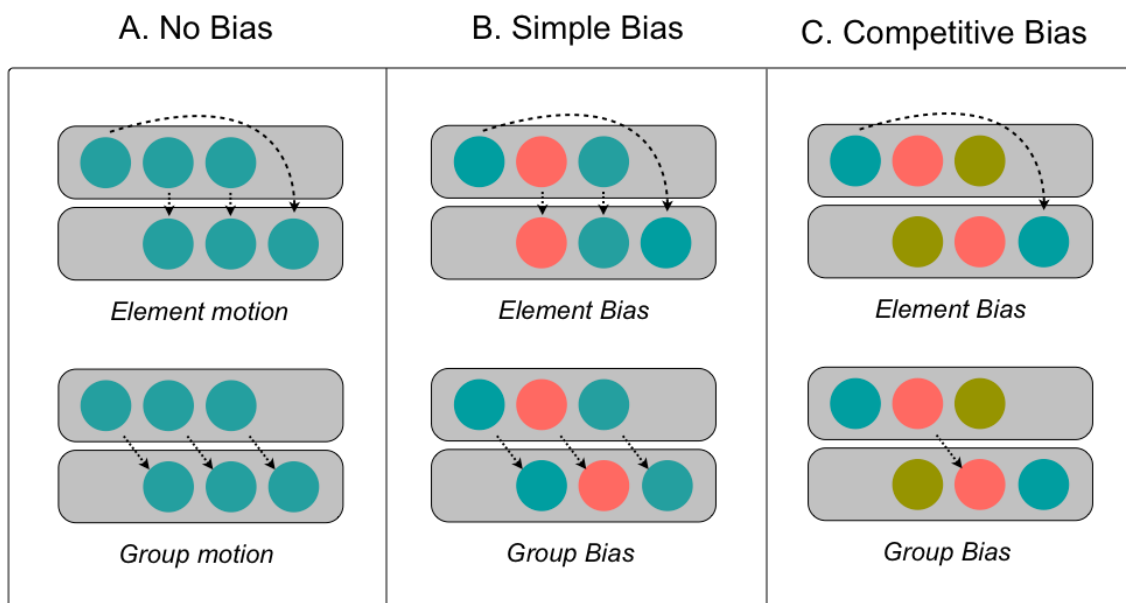 A. No Bias
B. Simple Bias
C. Competitive Bias
Element motion
Element Bias
Element Bias
Group motion
Group Bias
Group Bias